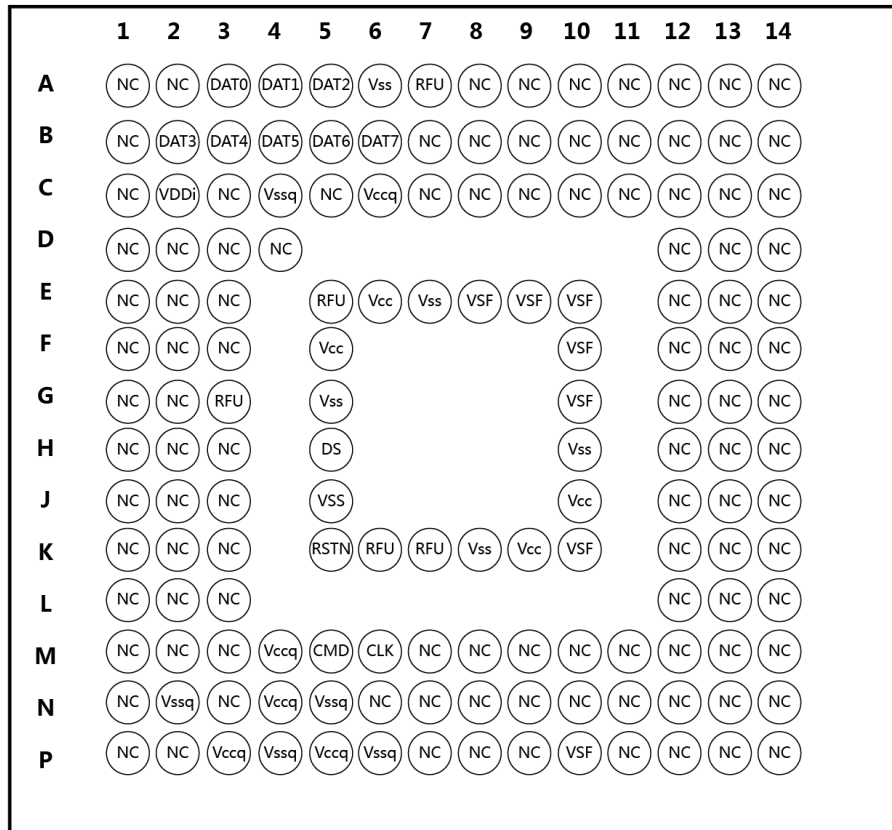 1 2 3 4 5 6 7 8 9 10 11 12 13 14
A NC NC DAT0 DAT1 DAT2 Vss RFU NC NC NC NC NC NC NC
B NC DAT3 DAT4 DAT5 DAT6 DAT7 NC NC NC NC NC NC NC NC
C NC VDDi NC Vssq NC Vccq NC NC NC NC NC NC NC NC
D NC NC NC NC NC NC NC
E NC NC NC RFU Vcc Vss VSF VSF VSF NC NC NC
F NC NC NC Vcc VSF NC NC NC
G NC NC RFU Vss VSF NC NC NC
H NC NC NC DS Vss NC NC NC
J NC NC NC VSS Vcc NC NC NC
K NC NC NC RSTN RFU RFU Vss Vcc VSF NC NC NC
L NC NC NC NC NC NC
M NC NC NC Vccq CMD CLK NC NC NC NC NC NC NC NC
N NC Vssq NC Vccq Vssq NC NC NC NC NC NC NC NC NC
P NC NC Vccq Vssq Vccq Vssq NC NC NC VSF NC NC NC NC